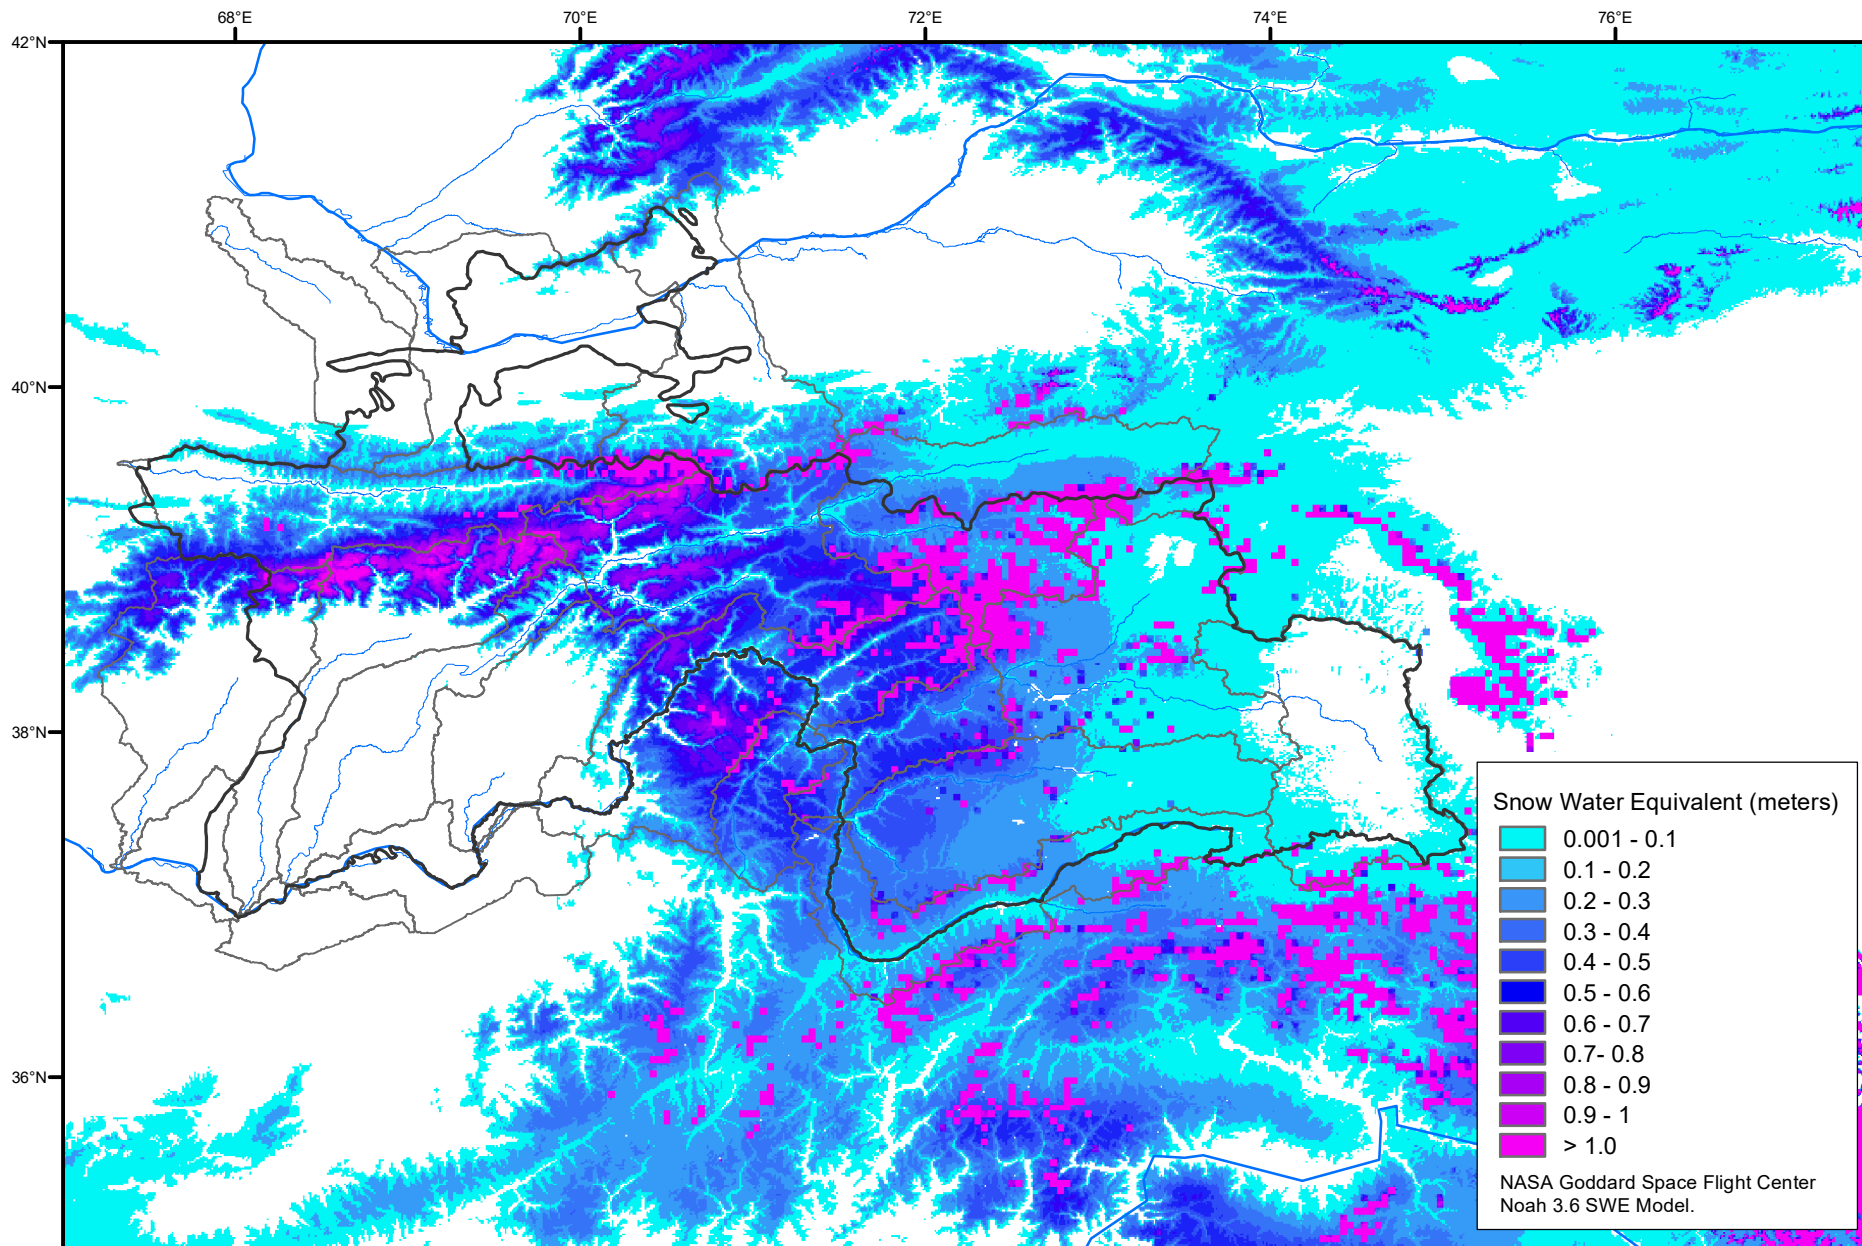 68°E
70°E
72°E
74°E
76°E
42°N
40°N
38°N
36°N
Snow Water Equivalent (meters)
0.001 - 0.1
0.1 - 0.2
0.2 - 0.3
0.3 - 0.4
0.4 - 0.5
0.5 - 0.6
0.6 - 0.7
0.7- 0.8
0.8 - 0.9
0.9 - 1
> 1.0
NASA Goddard Space Flight Center
Noah 3.6 SWE Model.